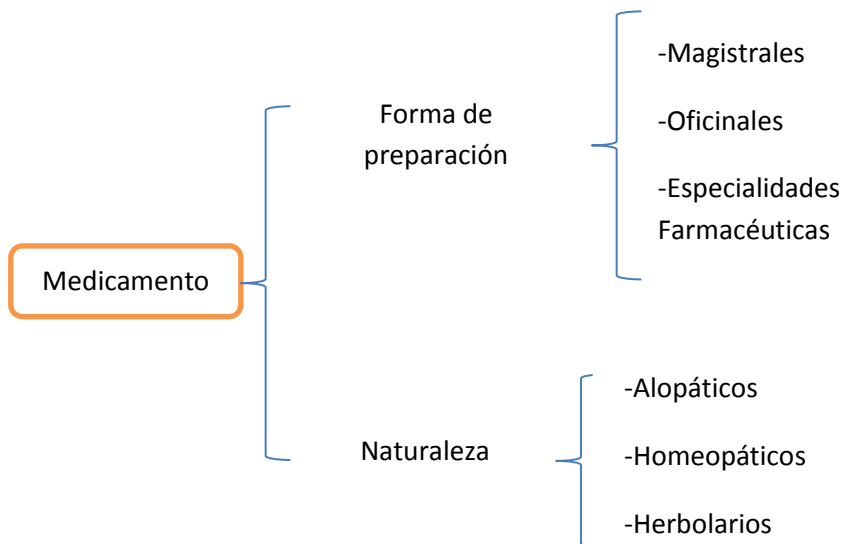 Medicamento
Forma de
preparación
-Magistrales
-Oficinales
-Especialidades
Farmacéuticas
Naturaleza
-Alopáticos
-Homeopáticos
-Herbolarios